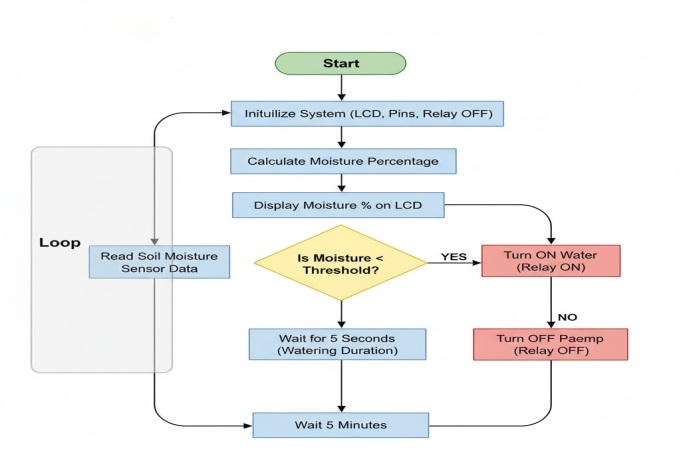 Start
Intullize System (LCD, Pins, Relay OFF)
Calculate Moisture Percentage
Display Moisture % on LCD
Loop
Read Soil Moisture
Sensor Data
Is Moisture <
Threshold?
YES
Turn ON Water
(Relay ON)
NO
Wait for 5 Seconds
(Watering Duration)
Turn OFF Paemp
(Relay OFF)
Wait 5 Minutes